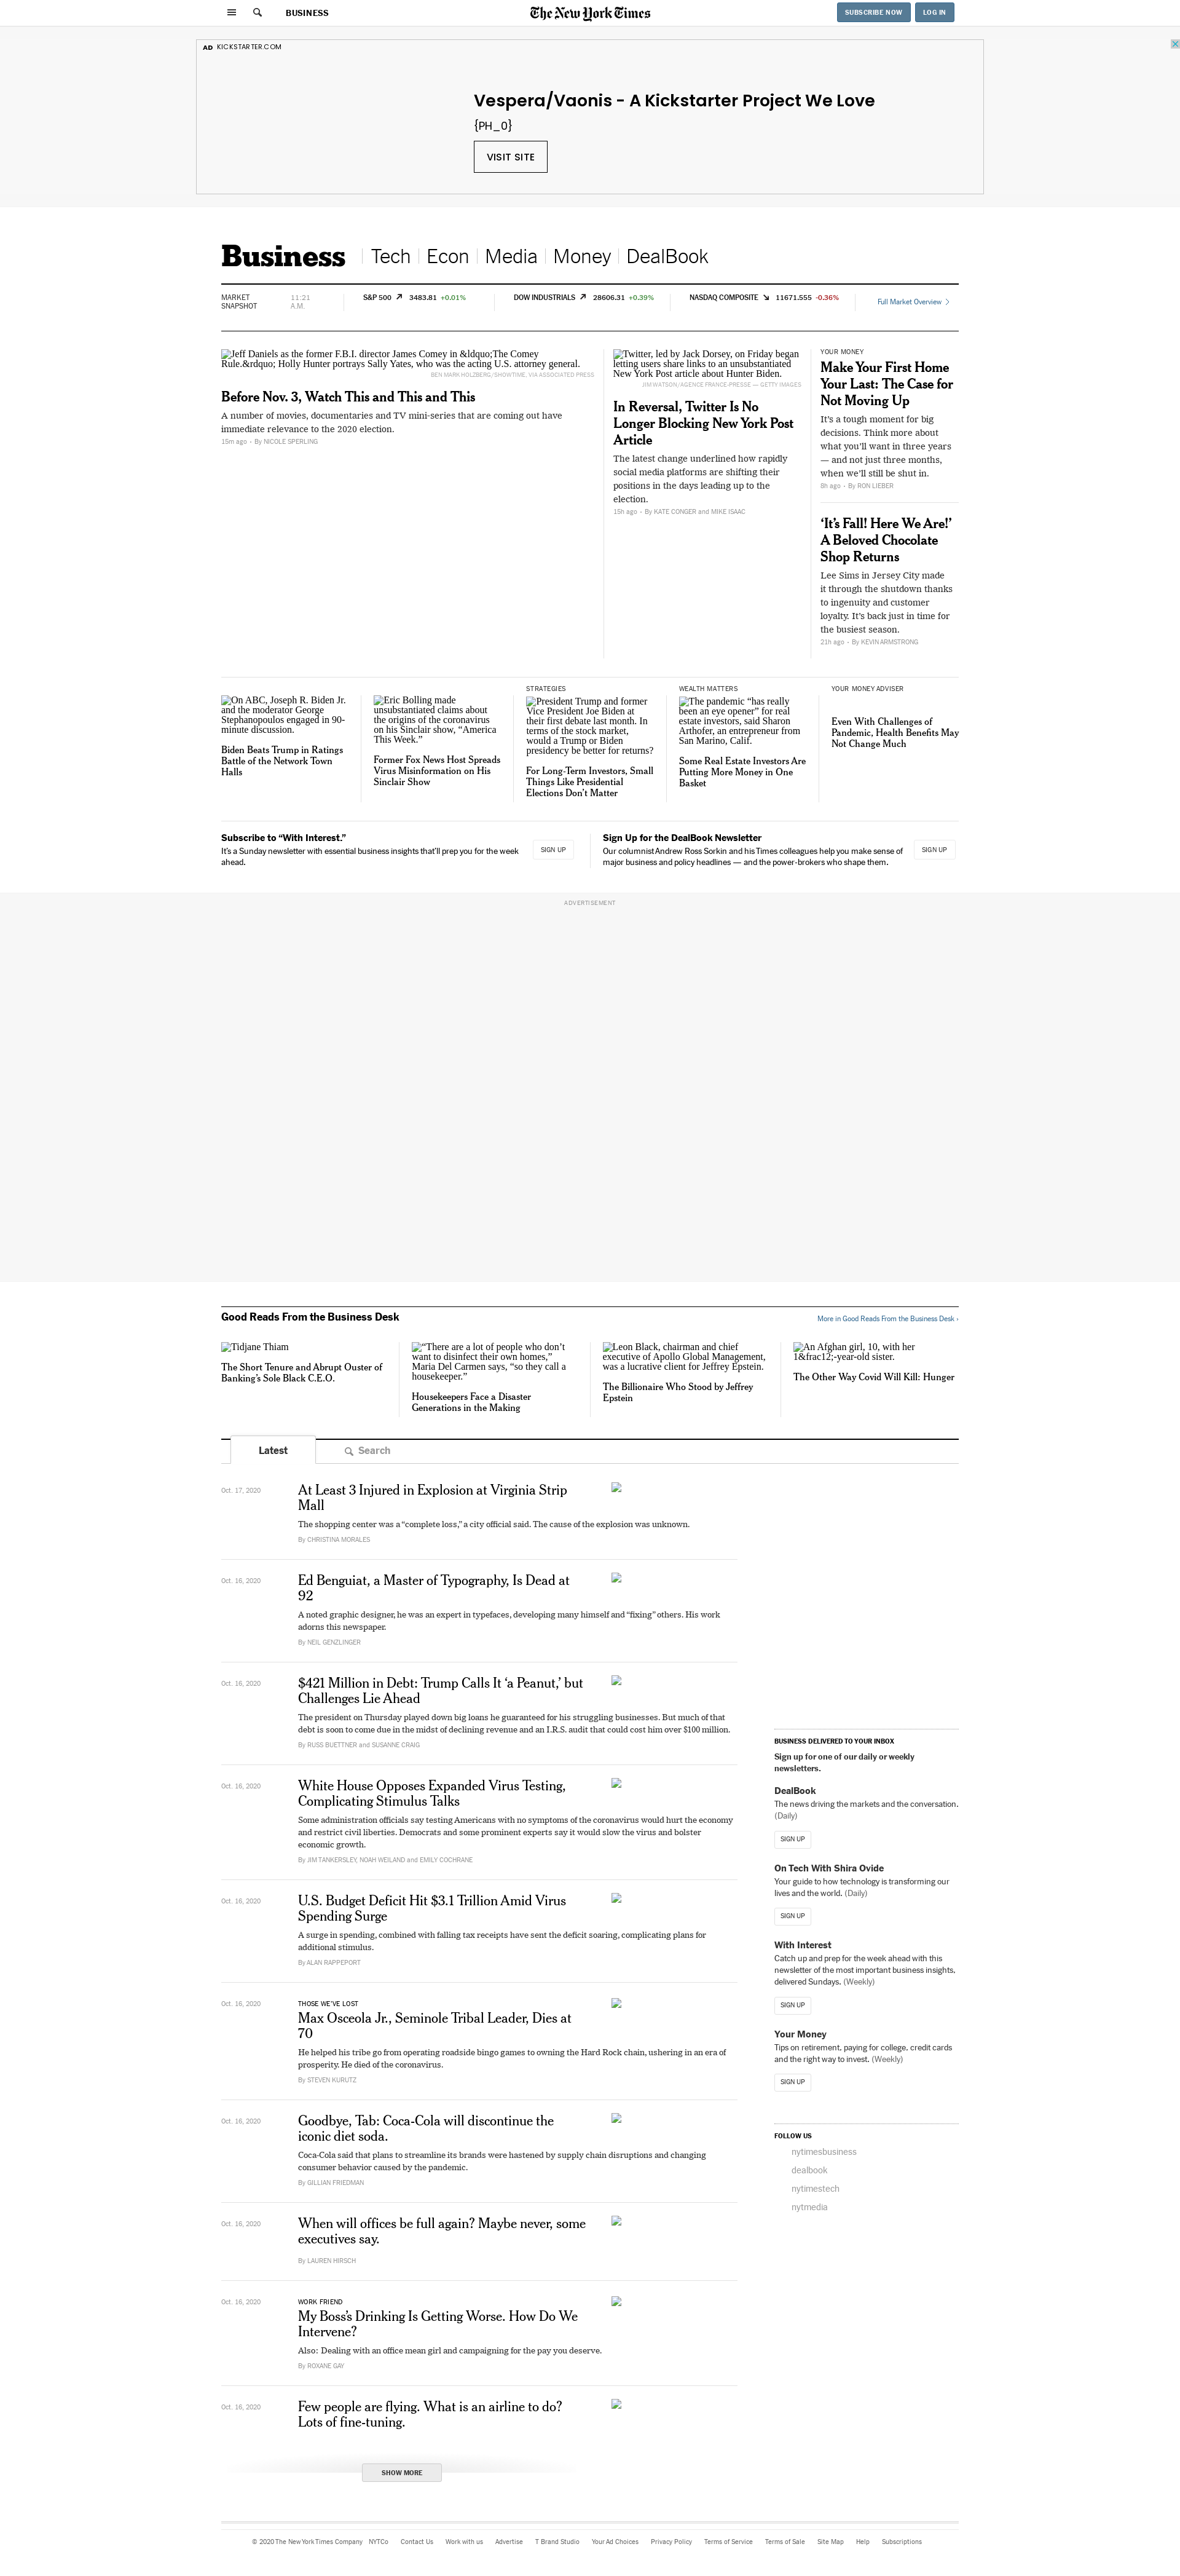 BUSINESS
The New York Times
SUBSCRIBE NOW
LOG IN
AD KICKSTARTER.COM
Vespera/Vaonis - A Kickstarter Project We Love
{PH_0}
VISIT SITE
Business
Tech
Econ
Media
Money
DealBook
MARKET
SNAPSHOT
11:21
A.M.
S&P 500 3483.81 +0.01%
DOW INDUSTRIALS 28606.31 +0.39%
NASDAQ COMPOSITE 11671.555 -0.36%
Full Market Overview
Jeff Daniels as the former F.B.I. director James Comey in &ldquo;The Comey
Rule.&rdquo; Holly Hunter portrays Sally Yates, who was the acting U.S. attorney general.
BEN MARK HOLZBERG/SHOWTIME, VIA ASSOCIATED PRESS
Before Nov. 3, Watch This and This and This
A number of movies, documentaries and TV mini-series that are coming out have
immediate relevance to the 2020 election.
15m ago - By NICOLE SPERLING
Twitter, led by Jack Dorsey, on Friday began
letting users share links to an unsubstantiated
New York Post article about Hunter Biden.
JIM WATSON/AGENCE FRANCE-PRESSE — GETTY IMAGES
In Reversal, Twitter Is No
Longer Blocking New York Post
Article
The latest change underlined how rapidly
social media platforms are shifting their
positions in the days leading up to the
election.
15h ago - By KATE CONGER and MIKE ISAAC
YOUR MONEY
Make Your First Home
Your Last: The Case for
Not Moving Up
It’s a tough moment for big
decisions. Think more about
what you’ll want in three years
— and not just three months,
when we’ll still be shut in.
8h ago - By RON LIEBER
‘It’s Fall! Here We Are!’
A Beloved Chocolate
Shop Returns
Lee Sims in Jersey City made
it through the shutdown thanks
to ingenuity and customer
loyalty. It’s back just in time for
the busiest season.
21h ago - By KEVIN ARMSTRONG
On ABC, Joseph R. Biden Jr.
and the moderator George
Stephanopoulos engaged in 90-
minute discussion.
Biden Beats Trump in Ratings
Battle of the Network Town
Halls
Eric Bolling made
unsubstantiated claims about
the origins of the coronavirus
on his Sinclair show, “America
This Week.”
Former Fox News Host Spreads
Virus Misinformation on His
Sinclair Show
STRATEGIES
President Trump and former
Vice President Joe Biden at
their first debate last month. In
terms of the stock market,
would a Trump or Biden
presidency be better for returns?
For Long-Term Investors, Small
Things Like Presidential
Elections Don’t Matter
WEALTH MATTERS
The pandemic “has really
been an eye opener” for real
estate investors, said Sharon
Arthofer, an entrepreneur from
San Marino, Calif.
Some Real Estate Investors Are
Putting More Money in One
Basket
YOUR MONEY ADVISER
Even With Challenges of
Pandemic, Health Benefits May
Not Change Much
Subscribe to “With Interest.”
It’s a Sunday newsletter with essential business insights that’ll prep you for the week
ahead.
SIGN UP
Sign Up for the DealBook Newsletter
Our columnist Andrew Ross Sorkin and his Times colleagues help you make sense of
major business and policy headlines — and the power-brokers who shape them.
SIGN UP
ADVERTISEMENT
Good Reads From the Business Desk
More in Good Reads From the Business Desk ›
Tidjane Thiam
The Short Tenure and Abrupt Ouster of
Banking’s Sole Black C.E.O.
“There are a lot of people who don’t
want to disinfect their own homes,”
Maria Del Carmen says, “so they call a
housekeeper.”
Housekeepers Face a Disaster
Generations in the Making
Leon Black, chairman and chief
executive of Apollo Global Management,
was a lucrative client for Jeffrey Epstein.
The Billionaire Who Stood by Jeffrey
Epstein
An Afghan girl, 10, with her
1&frac12;-year-old sister.
The Other Way Covid Will Kill: Hunger
Latest
Search
Oct. 17, 2020
At Least 3 Injured in Explosion at Virginia Strip
Mall
The shopping center was a “complete loss,” a city official said. The cause of the explosion was unknown.
By CHRISTINA MORALES
Oct. 16, 2020
Ed Benguiat, a Master of Typography, Is Dead at
92
A noted graphic designer, he was an expert in typefaces, developing many himself and “fixing” others. His work
adorns this newspaper.
By NEIL GENZLINGER
Oct. 16, 2020
$421 Million in Debt: Trump Calls It ‘a Peanut,’ but
Challenges Lie Ahead
The president on Thursday played down big loans he guaranteed for his struggling businesses. But much of that
debt is soon to come due in the midst of declining revenue and an I.R.S. audit that could cost him over $100 million.
By RUSS BUETTNER and SUSANNE CRAIG
Oct. 16, 2020
White House Opposes Expanded Virus Testing,
Complicating Stimulus Talks
Some administration officials say testing Americans with no symptoms of the coronavirus would hurt the economy
and restrict civil liberties. Democrats and some prominent experts say it would slow the virus and bolster
economic growth.
By JIM TANKERSLEY, NOAH WEILAND and EMILY COCHRANE
Oct. 16, 2020
U.S. Budget Deficit Hit $3.1 Trillion Amid Virus
Spending Surge
A surge in spending, combined with falling tax receipts have sent the deficit soaring, complicating plans for
additional stimulus.
By ALAN RAPPEPORT
Oct. 16, 2020
THOSE WE’VE LOST
Max Osceola Jr., Seminole Tribal Leader, Dies at
70
He helped his tribe go from operating roadside bingo games to owning the Hard Rock chain, ushering in an era of
prosperity. He died of the coronavirus.
By STEVEN KURUTZ
Oct. 16, 2020
Goodbye, Tab: Coca-Cola will discontinue the
iconic diet soda.
Coca-Cola said that plans to streamline its brands were hastened by supply chain disruptions and changing
consumer behavior caused by the pandemic.
By GILLIAN FRIEDMAN
Oct. 16, 2020
When will offices be full again? Maybe never, some
executives say.
By LAUREN HIRSCH
Oct. 16, 2020
WORK FRIEND
My Boss’s Drinking Is Getting Worse. How Do We
Intervene?
Also: Dealing with an office mean girl and campaigning for the pay you deserve.
By ROXANE GAY
Oct. 16, 2020
Few people are flying. What is an airline to do?
Lots of fine-tuning.
SHOW MORE
BUSINESS DELIVERED TO YOUR INBOX
Sign up for one of our daily or weekly
newsletters.
DealBook
The news driving the markets and the conversation.
(Daily)
SIGN UP
On Tech With Shira Ovide
Your guide to how technology is transforming our
lives and the world. (Daily)
SIGN UP
With Interest
Catch up and prep for the week ahead with this
newsletter of the most important business insights,
delivered Sundays. (Weekly)
SIGN UP
Your Money
Tips on retirement, paying for college, credit cards
and the right way to invest. (Weekly)
SIGN UP
FOLLOW US
nytimesbusiness
dealbook
nytimestech
nytmedia
© 2020 The New York Times Company NYTCo Contact Us Work with us Advertise T Brand Studio Your Ad Choices Privacy Policy Terms of Service Terms of Sale Site Map Help Subscriptions